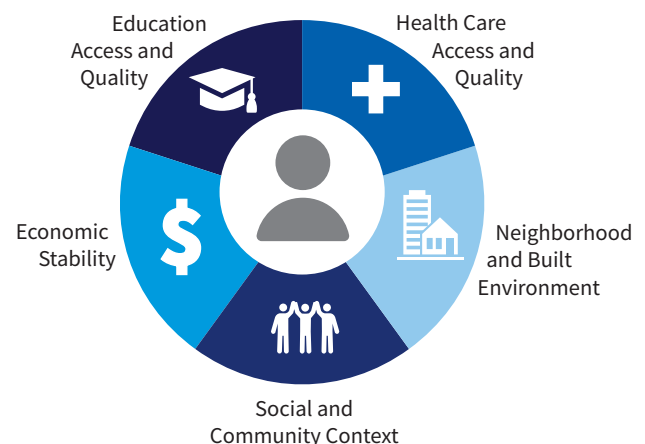 Education
Access and
Quality
Health Care
Access and
Quality
Economic
Stability
$
Neighborhood
and Built
Environment
Social and
Community Context